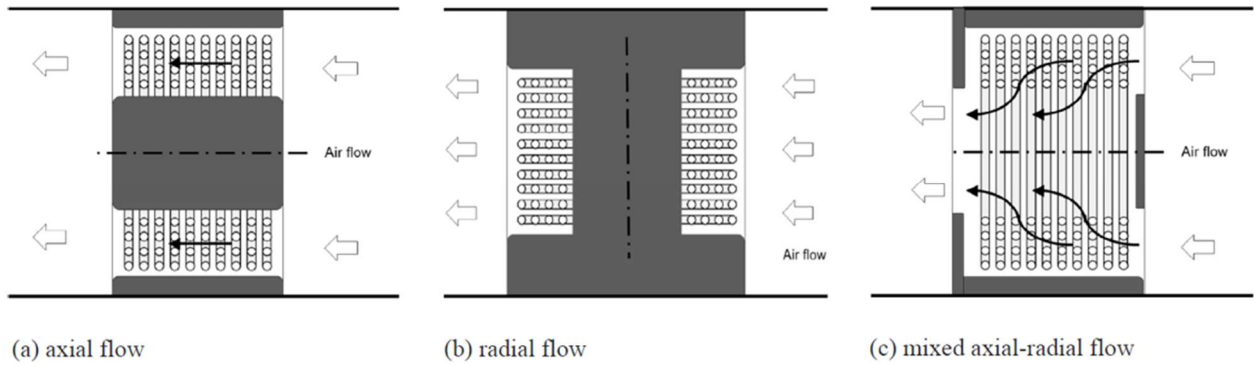 Air flow
Air flow
Air flow
(a) axial flow
(b) radial flow
(c) mixed axial-radial flow